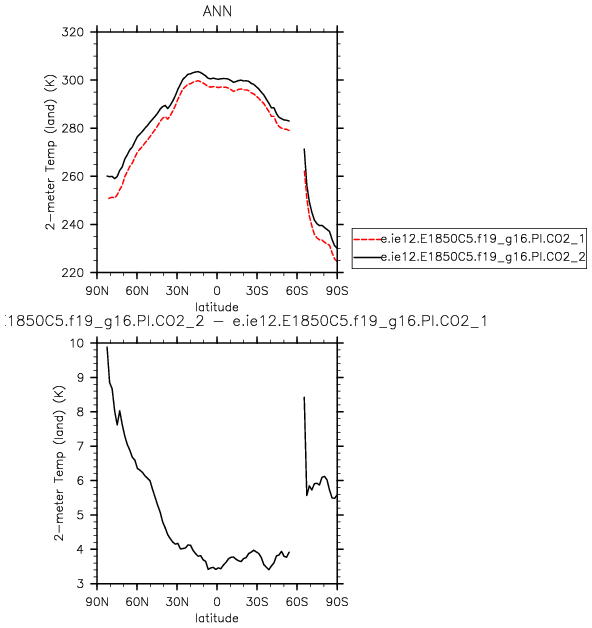 ANN
320
300
280
260
240
220
2-meter Temp (land) (K)
90N 60N 30N 0 30S 60S 90S
latitude
e.ie12.E1850C5.f19_g16.PI.CO2_1
e.ie12.E1850C5.f19_g16.PI.CO2_2
:1850C5.f19_g16.PI.CO2_2 - e.ie12.E1850C5.f19_g16.PI.CO2_1
10
9
8
7
6
5
4
3
2-meter Temp (land) (K)
90N 60N 30N 0 30S 60S 90S
latitude